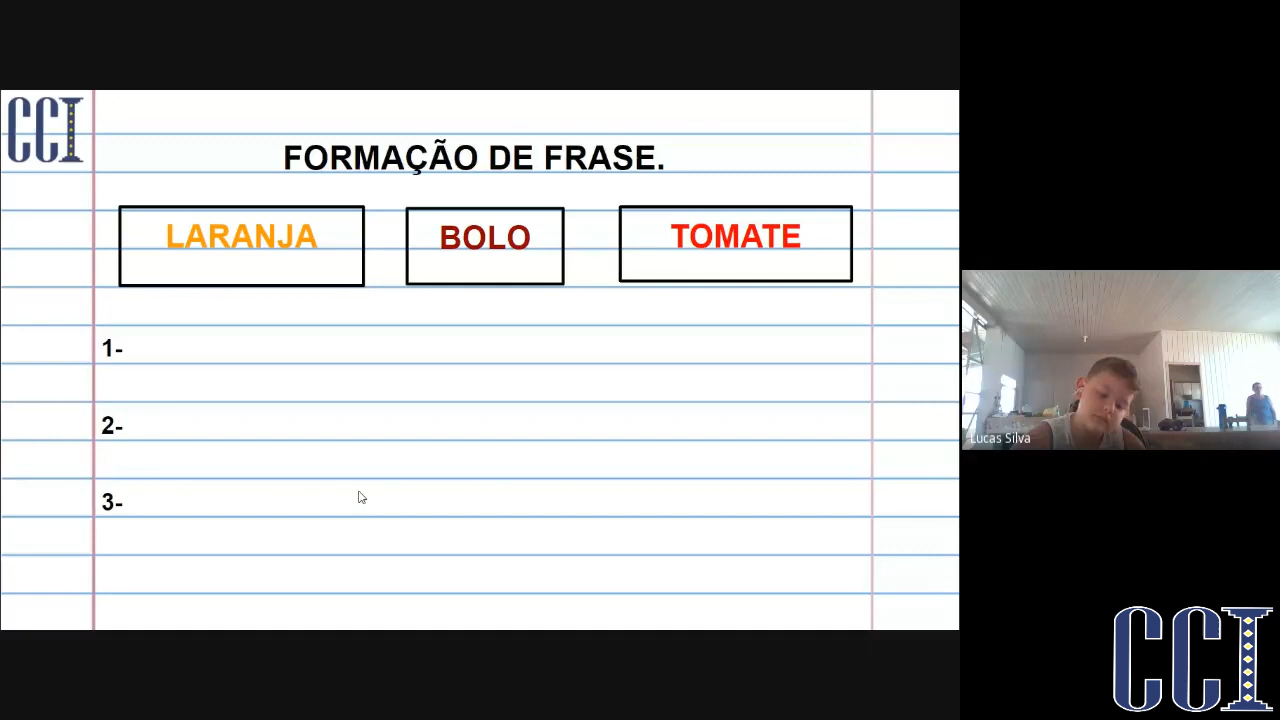 CCI
FORMAÇÃO DE FRASE.
LARANJA
BOLO
TOMATE
1-
2-
3-
Lucas Silva
CCI